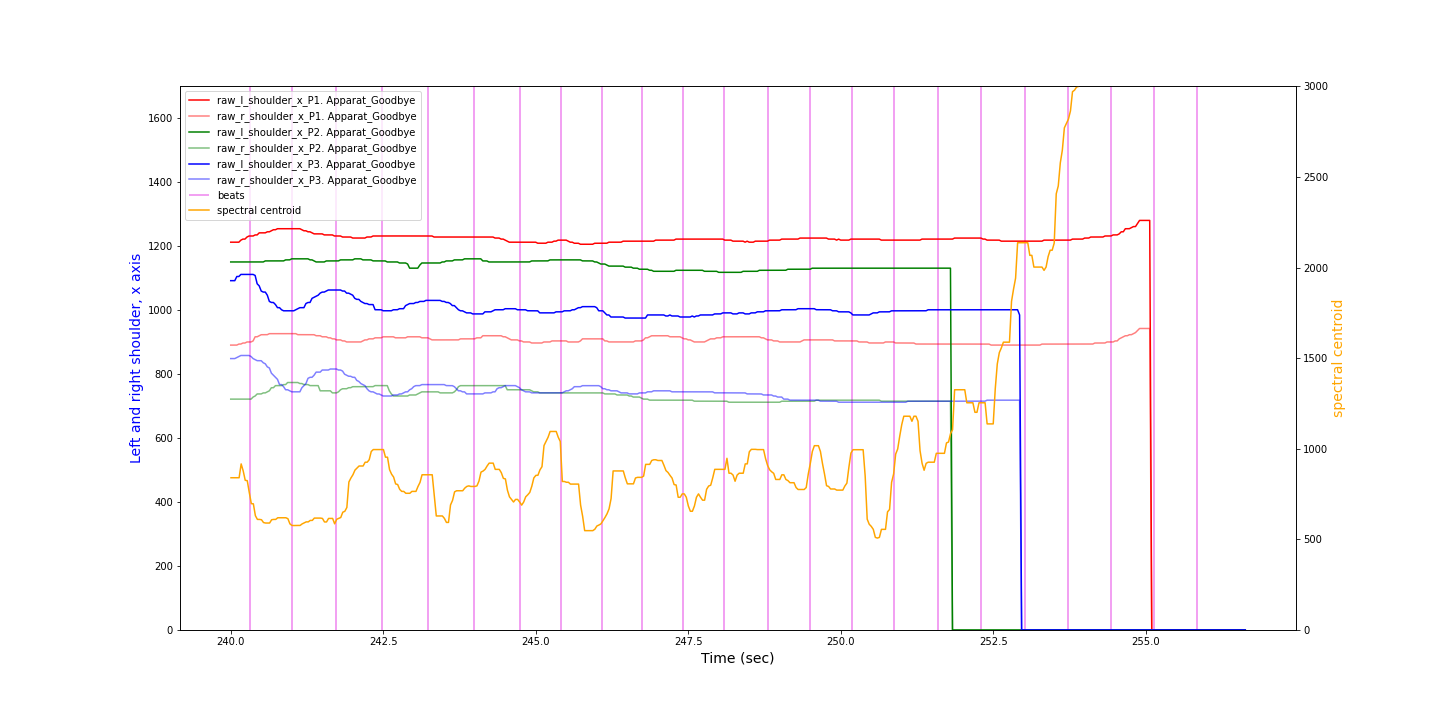 raw_l_shoulder_x_P1. Apparat_Goodbye
raw_r_shoulder_x_P1. Apparat_Goodbye
raw_l_shoulder_x_P2. Apparat_Goodbye
raw_r_shoulder_x_P2. Apparat_Goodbye
raw_l_shoulder_x_P3. Apparat_Goodbye
raw_r_shoulder_x_P3. Apparat_Goodbye
beats
spectral centroid
Left and right shoulder, x axis
1600
1400
1200
1000
800
600
400
200
0
3000
2500
2000
1500
1000
500
0
spectral centroid
240.0 242.5 245.0 247.5 250.0 252.5 255.0
Time (sec)